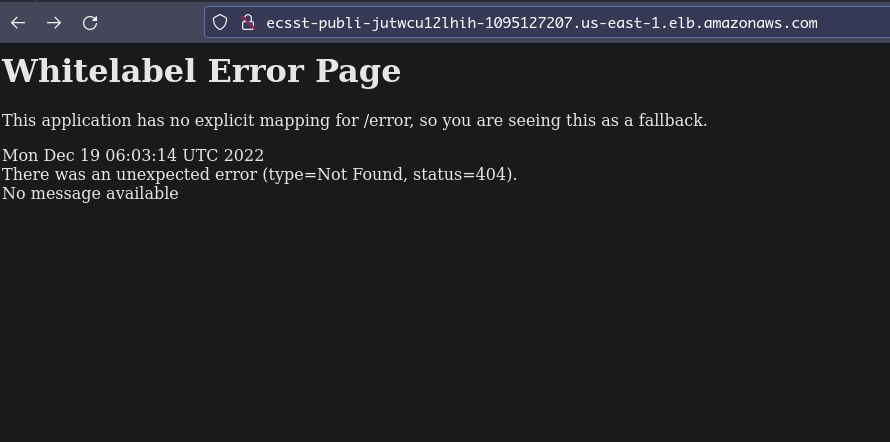 ecsst-publi-jutwcu12lhih-1095127207.us-east-1.elb.amazonaws.com
Whitelabel Error Page
This application has no explicit mapping for /error, so you are seeing this as a fallback.
Mon Dec 19 06:03:14 UTC 2022
There was an unexpected error (type=Not Found, status=404).
No message available